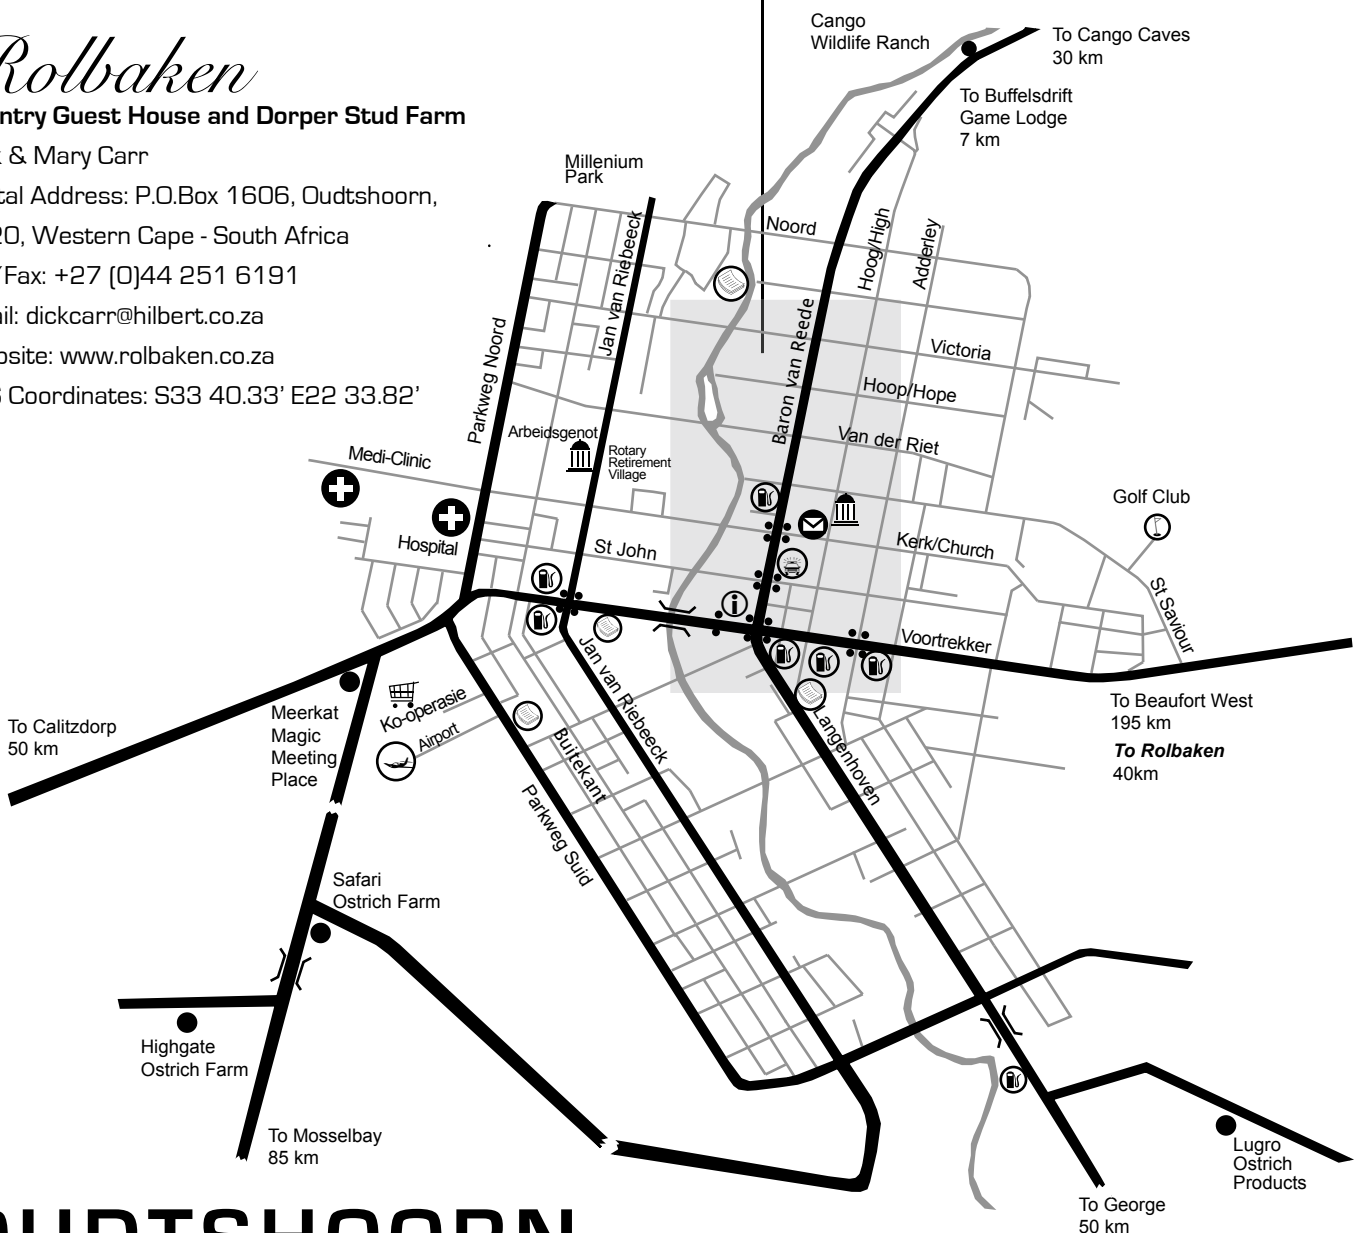 Rolbaken
ntry Guest House and Dorper Stud Farm
& Mary Carr
tal Address: P.O.Box 1606, Oudtshoorn,
20, Western Cape - South Africa
/Fax: +27 (0)44 251 6191
ail: dickcarr@hilbert.co.za
bsite: www.rolbaken.co.za
S Coordinates: S33 40.33’ E22 33.82’
Cango
Wildlife Ranch
To Cango Caves
30 km
To Buffelsdrift
Game Lodge
7 km
Millenium
Park
Noord
Hoog/High
Adderley
Jan van Riebeeck
Parkweg Noord
Baron van Reede
Victoria
Hoop/Hope
Van der Riet
Arbeidsgenot
Rotary
Retirement
Village
Medi-Clinic
Hospital
St John
Kerk/Church
Golf Club
St Saviour
Voortrekker
To Beaufort West
195 km
To Rolbaken
40km
To Calitzdorp
50 km
Meerkat
Magic
Meeting
Place
Ko-operasie
Airport
Buitekant
Jan van Riebeeck
Parkweg Suid
Langenhoven
Safari
Ostrich Farm
Highgate
Ostrich Farm
To Mosselbay
85 km
Lugro
Ostrich
Products
To George
50 km
OUDTSHOORN